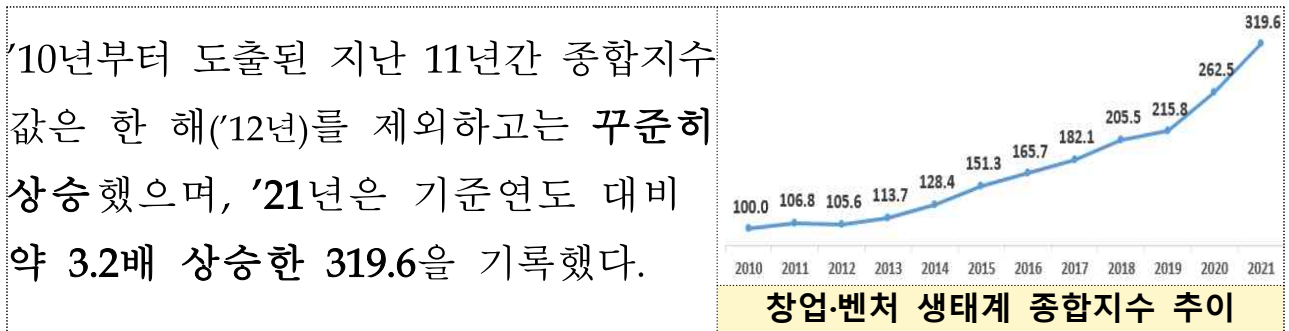 ’10년부터 도출된 지난 11년간 종합지수
값은 한 해(’12년)를 제외하고는 꾸준히
상승했으며, ’21년은 기준연도 대비
약 3.2배 상승한 319.6을 기록했다.
319.6
262.5
205.5 215.8
182.1
165.7
151.3
128.4
100.0 106.8 105.6 113.7
2010 2011 2012 2013 2014 2015 2016 2017 2018 2019 2020 2021
창업·벤처 생태계 종합지수 추이